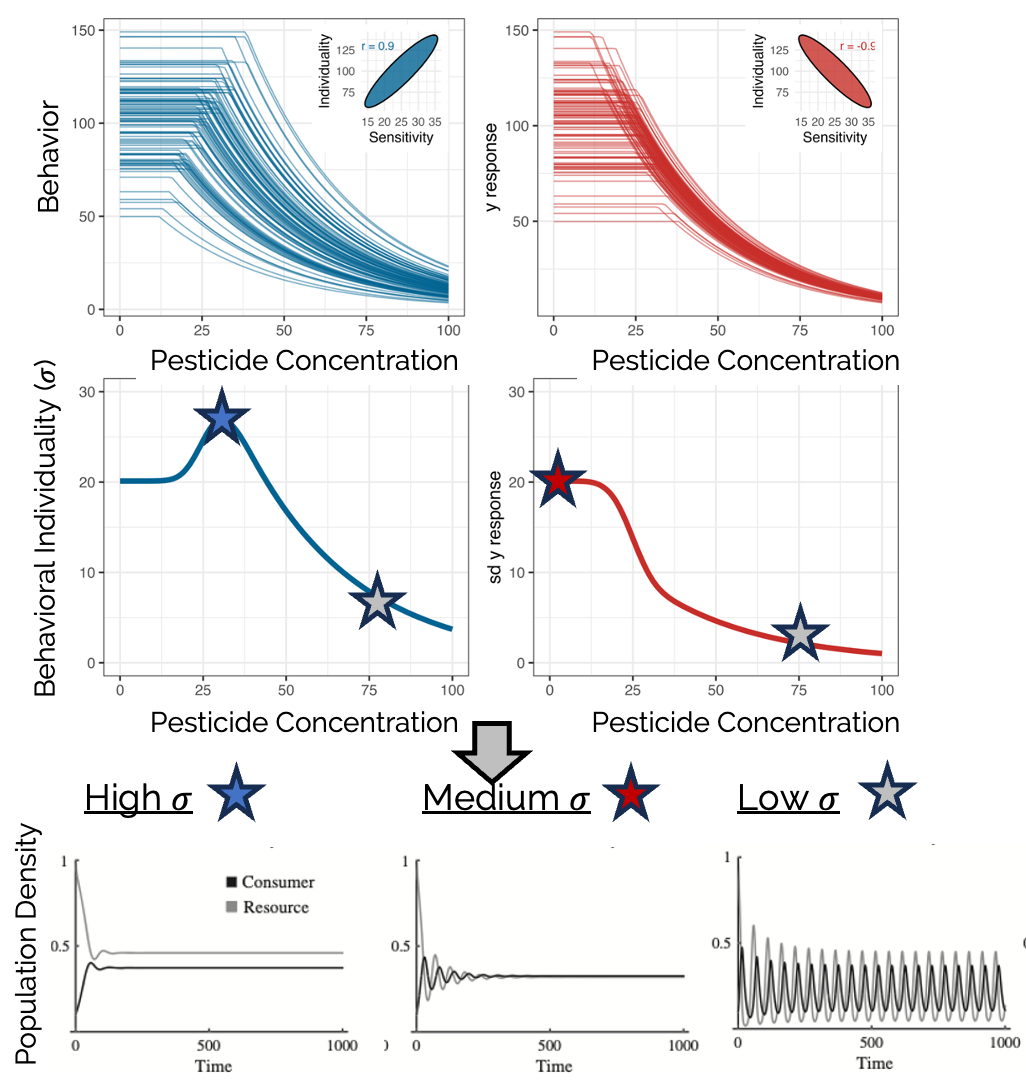 Behavior
150
100
50
0
0 25 50 75 100
Pesticide Concentration
Individuality
125
100
75
r = 0.9
15 20 25 30 35
Sensitivity
y response
150
100
50
0 25 50 75 100
Pesticide Concentration
Individuality
125
100
75
r = -0.9
15 20 25 30 35
Sensitivity
Behavioral Individuality (σ)
30
20
10
0
0 25 50 75 100
Pesticide Concentration
sd y response
30
20
10
0
0 25 50 75 100
Pesticide Concentration
High σ
Medium σ
Low σ
Population Density
1
0.5
0 500 1000
Time
Consumer
Resource
1
0.5
0 500 1000
Time
1
0.5
0 500 1000
Time